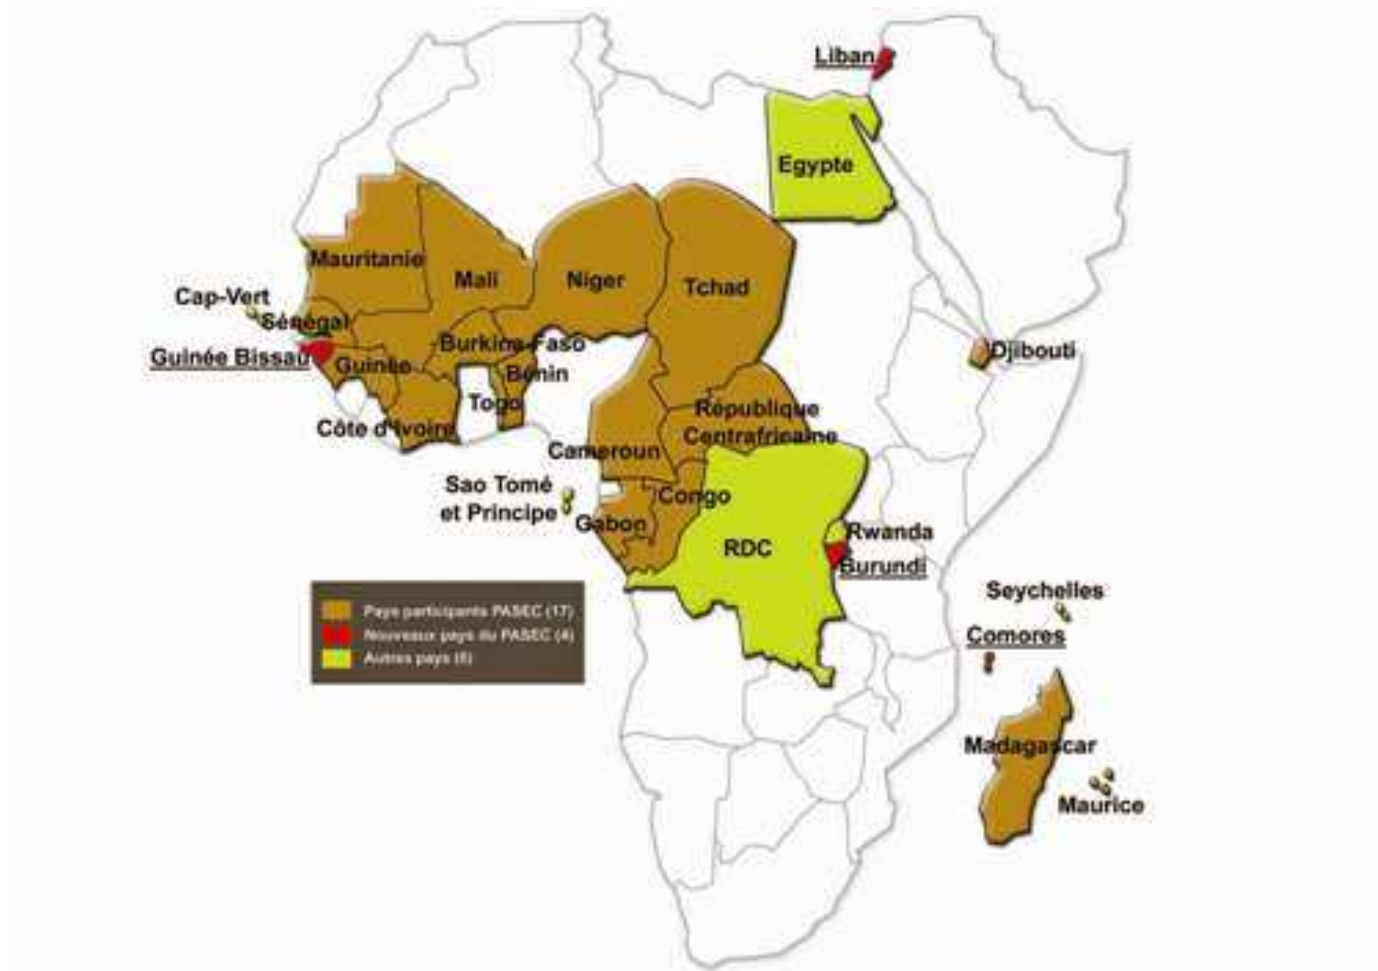 Liban
Egypte
Mauritanie
Mali
Niger
Tchad
Cap-Vert
Sénégal
Guinée Bissau
Guinée
Burkina Faso
Bénin
Djibouti
Togo
Côte d'Ivoire
République
Centrafricaine
Cameroun
Sao Tomé
et Principe
Congo
Gabon
RDC
Rwanda
Burundi
Seychelles
Comores
Madagascar
Maurice
Pays participants PASEC (17)
Nouveaux pays du PASEC (4)
Autres pays (6)